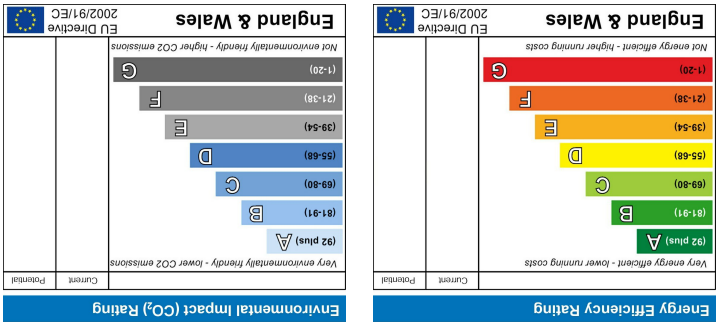 Energy Efficiency Rating
Current Potential
Very energy efficient - lower running costs
(92 plus) A
(81-91) B
(69-80) C
(55-68) D
(39-54) E
(21-38) F
(1-20) G
Not energy efficient - higher running costs
England & Wales
EU Directive
2002/91/EC
Environmental Impact (CO2) Rating
Current Potential
Very environmentally friendly - lower CO2 emissions
(92 plus) A
(81-91) B
(69-80) C
(55-68) D
(39-54) E
(21-38) F
(1-20) G
Not environmentally friendly - higher CO2 emissions
England & Wales
EU Directive
2002/91/EC